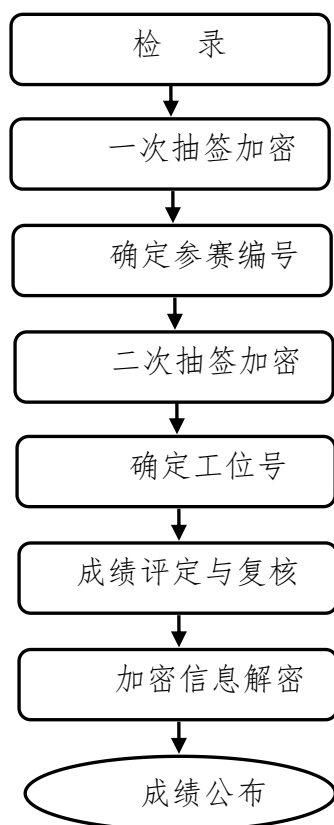 检 录
一次抽签加密
确定参赛编号
二次抽签加密
确定工位号
成绩评定与复核
加密信息解密
成绩公布